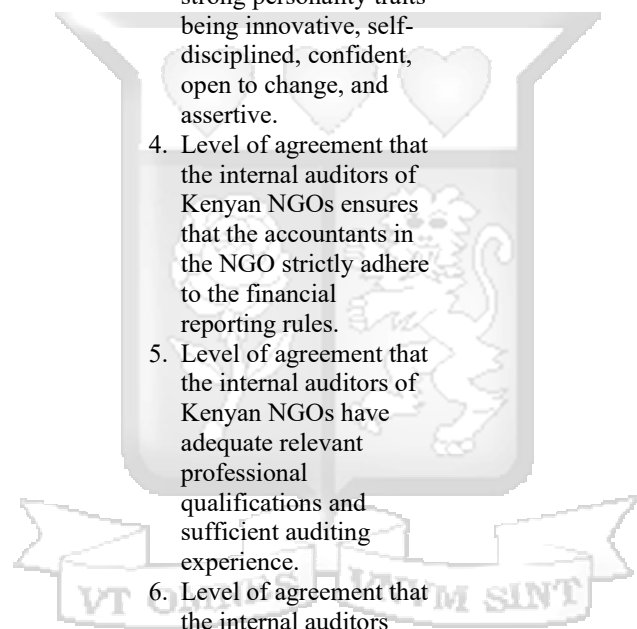 strong personality traits
being innovative, self-
disciplined, confident,
open to change, and
assertive.
4. Level of agreement that
the internal auditors of
Kenyan NGOs ensures
that the accountants in
the NGO strictly adhere
to the financial
reporting rules.
5. Level of agreement that
the internal auditors of
Kenyan NGOs have
adequate relevant
professional
qualifications and
sufficient auditing
experience.
6. Level of agreement that
the internal auditors
VT OMNES VNVM SINT